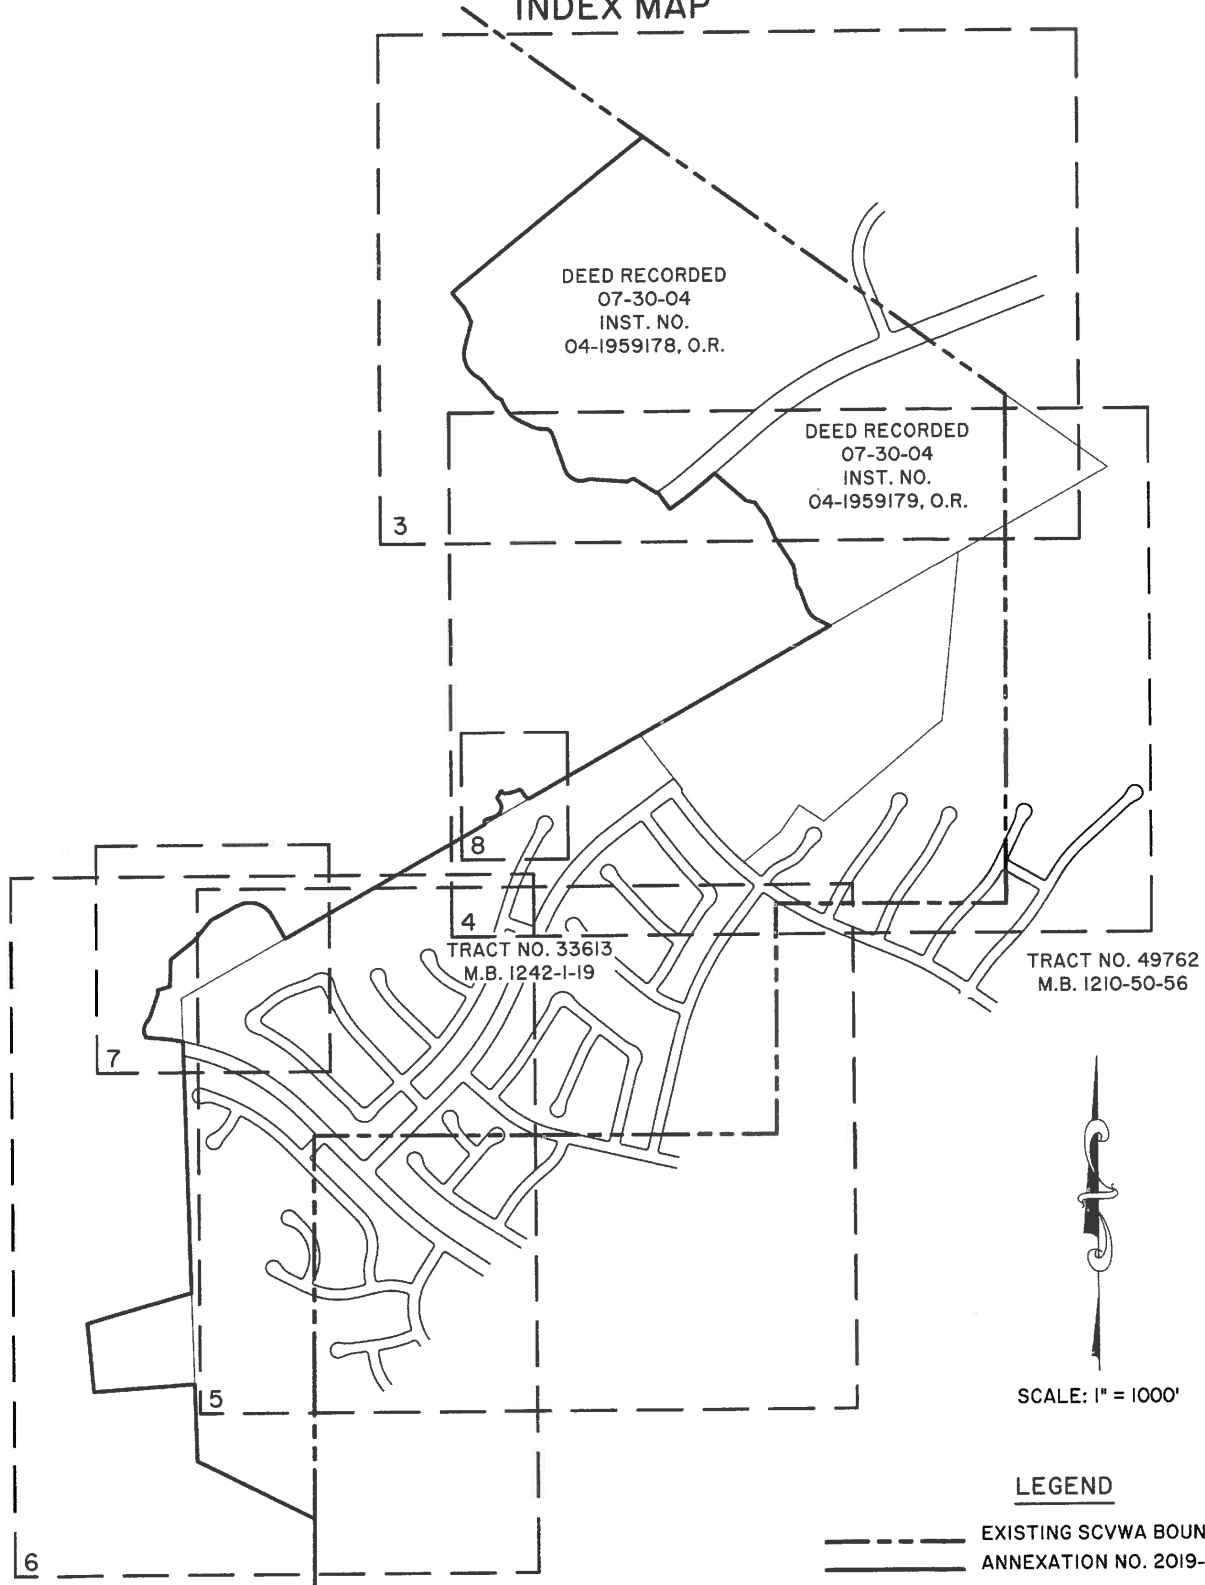 INDEX MAP
DEED RECORDED
07-30-04
INST. NO.
04-1959178, O.R.
DEED RECORDED
07-30-04
INST. NO.
04-1959179, O.R.
3
8
4
TRACT NO. 33613
M.B. 1242-1-19
TRACT NO. 49762
M.B. 1210-50-56
7
5
SCALE: 1" = 1000'
LEGEND
EXISTING SCVWA BOUN
ANNEXATION NO. 2019-
6